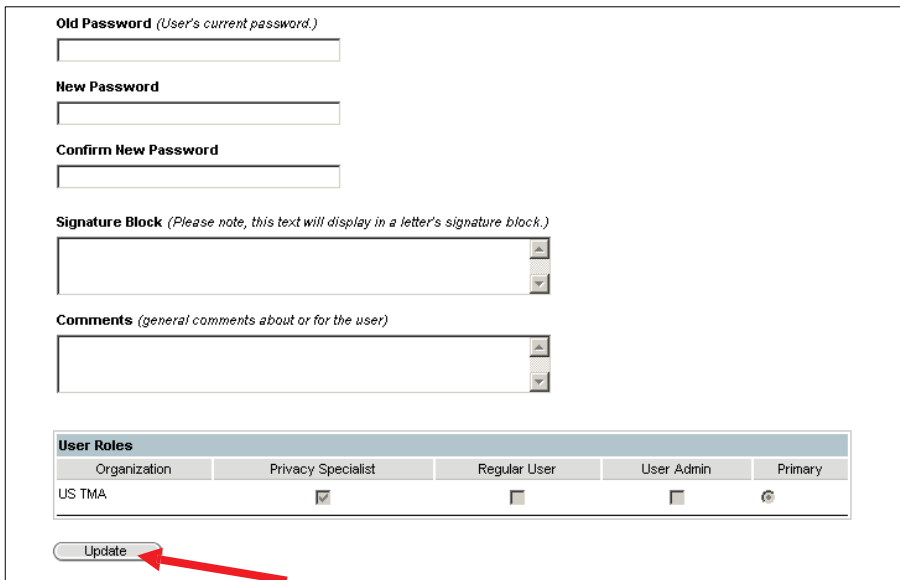 Old Password (User's current password.)
New Password
Confirm New Password
Signature Block (Please note, this text will display in a letter's signature block.)
Comments (general comments about or for the user)
User Roles
Organization Privacy Specialist Regular User User Admin Primary
US TMA
Update